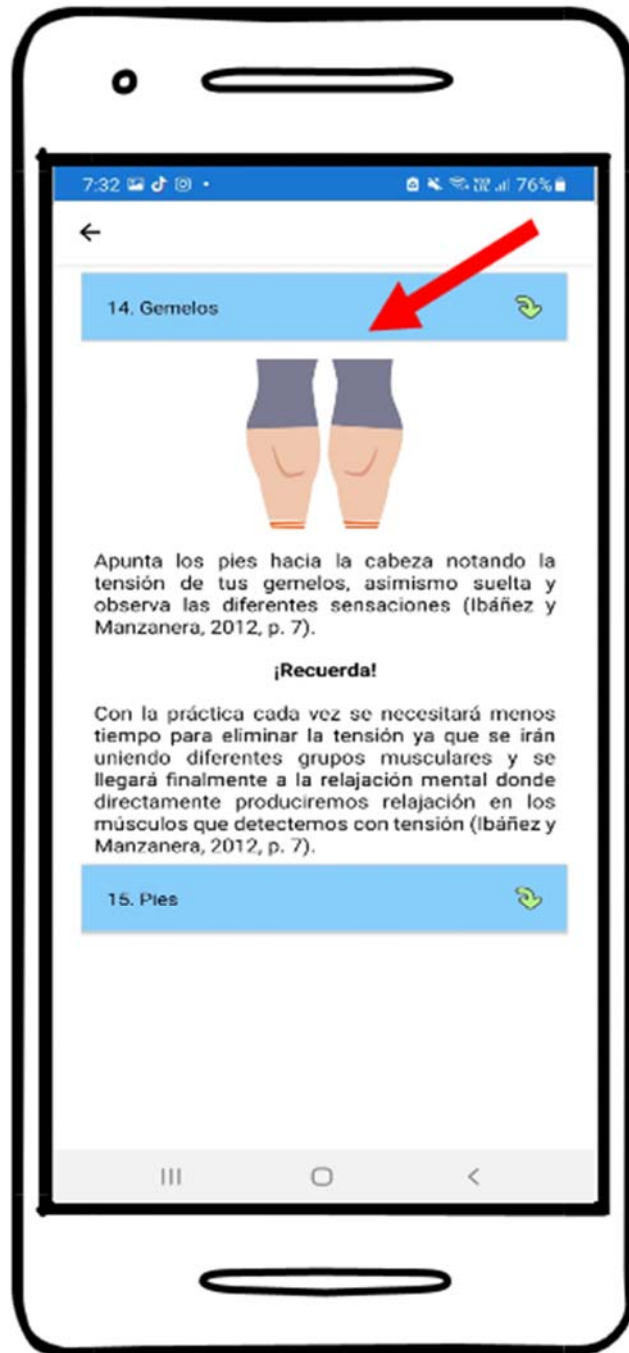 7:32 76%
14. Gemelos
Apunta los pies hacia la cabeza notando la
tensión de tus gemelos, asimismo suelta y
observa las diferentes sensaciones (Ibáñez y
Manzanera, 2012, p. 7).
¡Recuerda!
Con la práctica cada vez se necesitará menos
tiempo para eliminar la tensión ya que se irán
uniendo diferentes grupos musculares y se
llegará finalmente a la relajación mental donde
directamente produciremos relajación en los
músculos que detectemos con tensión (Ibáñez y
Manzanera, 2012, p. 7).
15. Pies